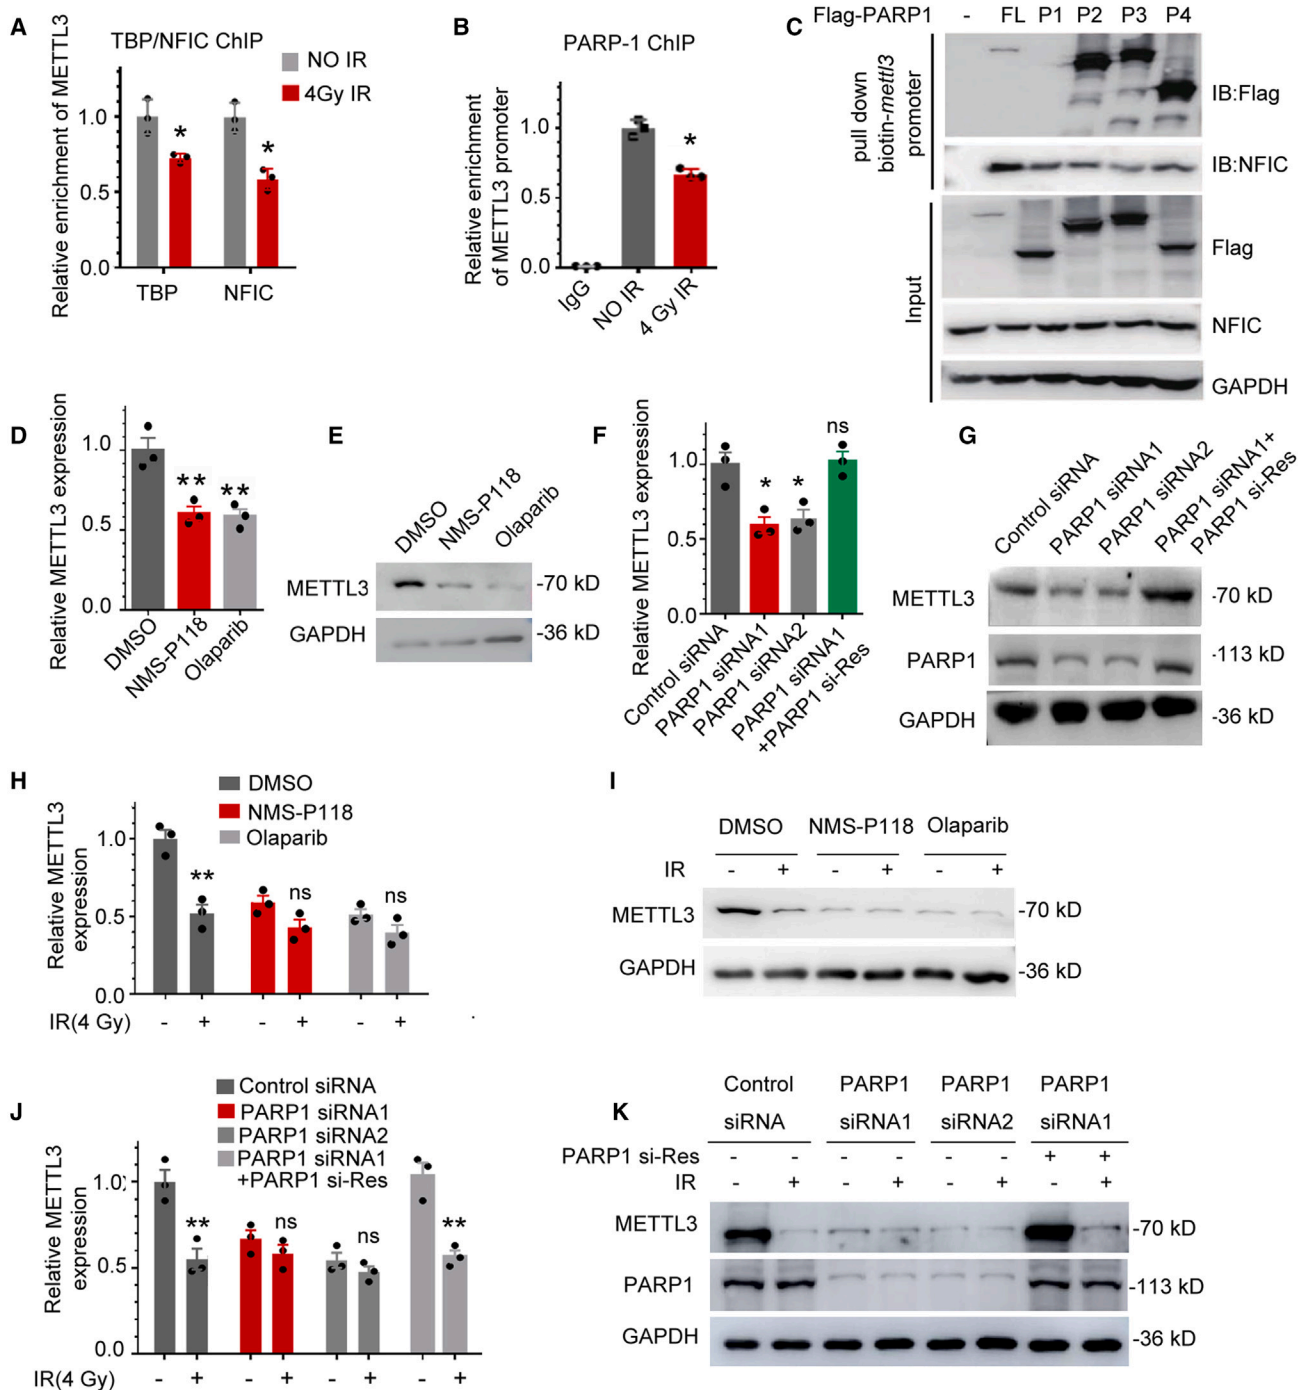 A
TBP/NFIC ChIP
NO IR
4Gy IR
Relative enrichment of METTL3
1.0
0.5
0.0
*
*
TBP
NFIC
B
PARP-1 ChIP
Relative enrichment
of METTL3 promoter
1.0
0.5
0.0
*
IgG
NO IR
4 Gy IR
C
Flag-PARP1
- FL P1 P2 P3 P4
pull down
biotin-mettl3
promoter
IB:Flag
IB:NFIC
Input
Flag
NFIC
GAPDH
D
Relative METTL3 expression
1.0
0.5
0.0
**
**
DMSO
NMS-P118
Olaparib
E
DMSO
NMS-P118
Olaparib
METTL3
-70 kD
GAPDH
-36 kD
F
Relative METTL3 expression
1.0
0.5
0.0
*
*
ns
Control siRNA
PARP1 siRNA1
PARP1 siRNA2
PARP1 siRNA1
+PARP1 si-Res
G
Control siRNA
PARP1 siRNA1
PARP1 siRNA2
PARP1 siRNA1+
PARP1 si-Res
METTL3
-70 kD
PARP1
-113 kD
GAPDH
-36 kD
H
DMSO
NMS-P118
Olaparib
Relative METTL3
expression
1.0
0.5
0.0
**
ns
ns
IR(4 Gy) - + - + - +
I
DMSO NMS-P118 Olaparib
IR - + - + - +
METTL3
-70 kD
GAPDH
-36 kD
J
Control siRNA
PARP1 siRNA1
PARP1 siRNA2
PARP1 siRNA1
+PARP1 si-Res
Relative METTL3
expression
1.0
0.5
0.0
**
ns
ns
**
IR(4 Gy) - + - + - + - +
K
Control PARP1 PARP1 PARP1
siRNA siRNA1 siRNA2 siRNA1
PARP1 si-Res - - - - - - + +
IR - + - + - + - +
METTL3
-70 kD
PARP1
-113 kD
GAPDH
-36 kD